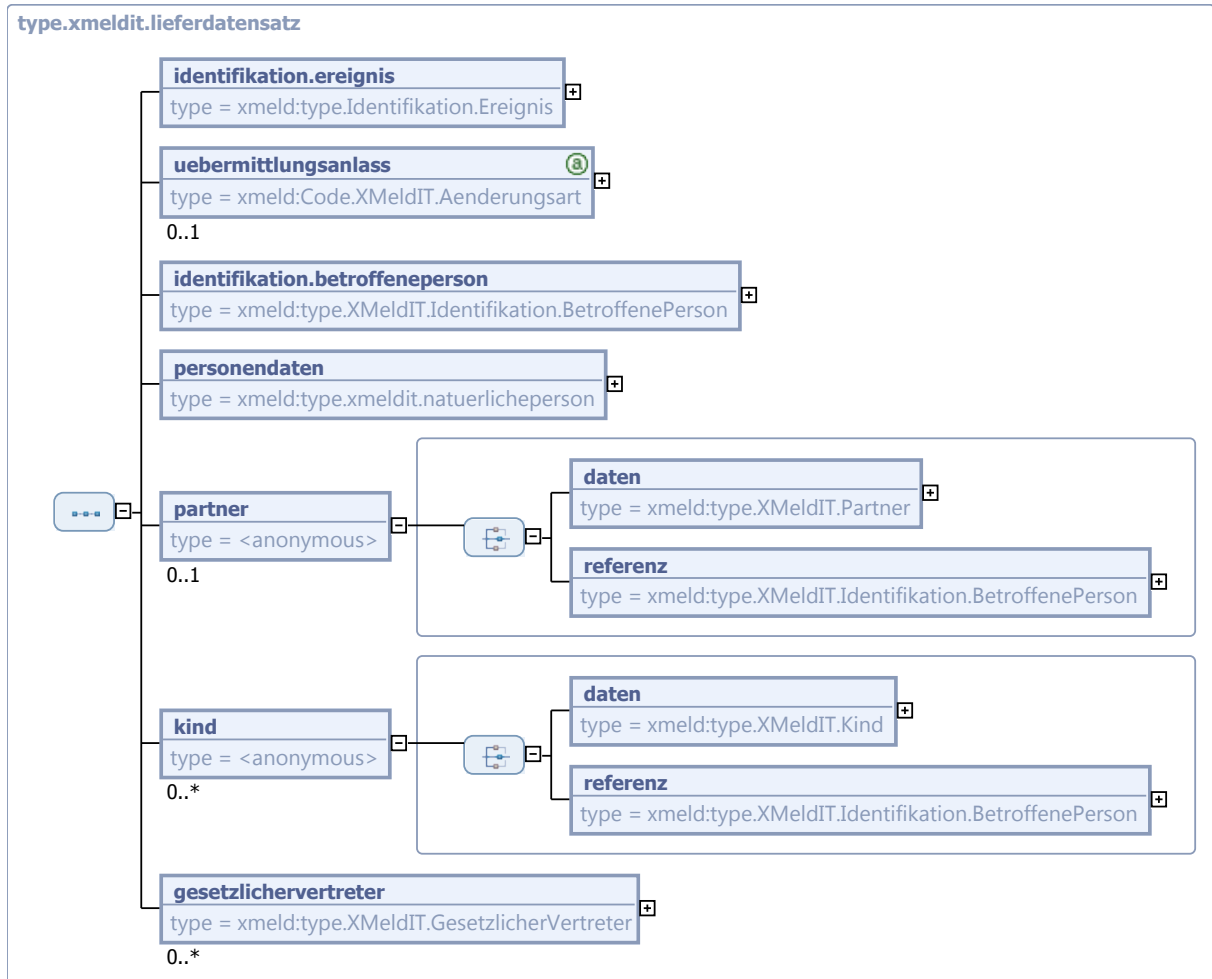 type.xmeldit.lieferdatensatz
identifikation.ereignis
type = xmeld:type.Identifikation.Ereignis
uebermittlungsanlass
a
type = xmeld:Code.XMeldIT.Aenderungsart
0..1
identifikation.betroffeneperson
type = xmeld:type.XMeldIT.Identifikation.BetroffenePerson
personendaten
type = xmeld:type.xmeldit.natuerlicheperson
partner
type = <anonymous>
0..1
daten
type = xmeld:type.XMeldIT.Partner
referenz
type = xmeld:type.XMeldIT.Identifikation.BetroffenePerson
kind
type = <anonymous>
0..*
daten
type = xmeld:type.XMeldIT.Kind
referenz
type = xmeld:type.XMeldIT.Identifikation.BetroffenePerson
gesetzlichervertreter
type = xmeld:type.XMeldIT.GesetzlicherVertreter
0..*